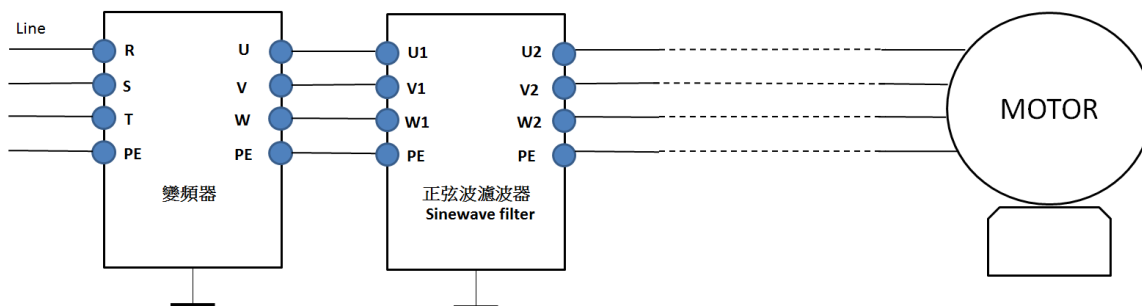 Line
R
S
T
PE
U
V
W
PE
變頻器
U1
V1
W1
PE
U2
V2
W2
PE
正弦波濾波器
Sinewave filter
MOTOR